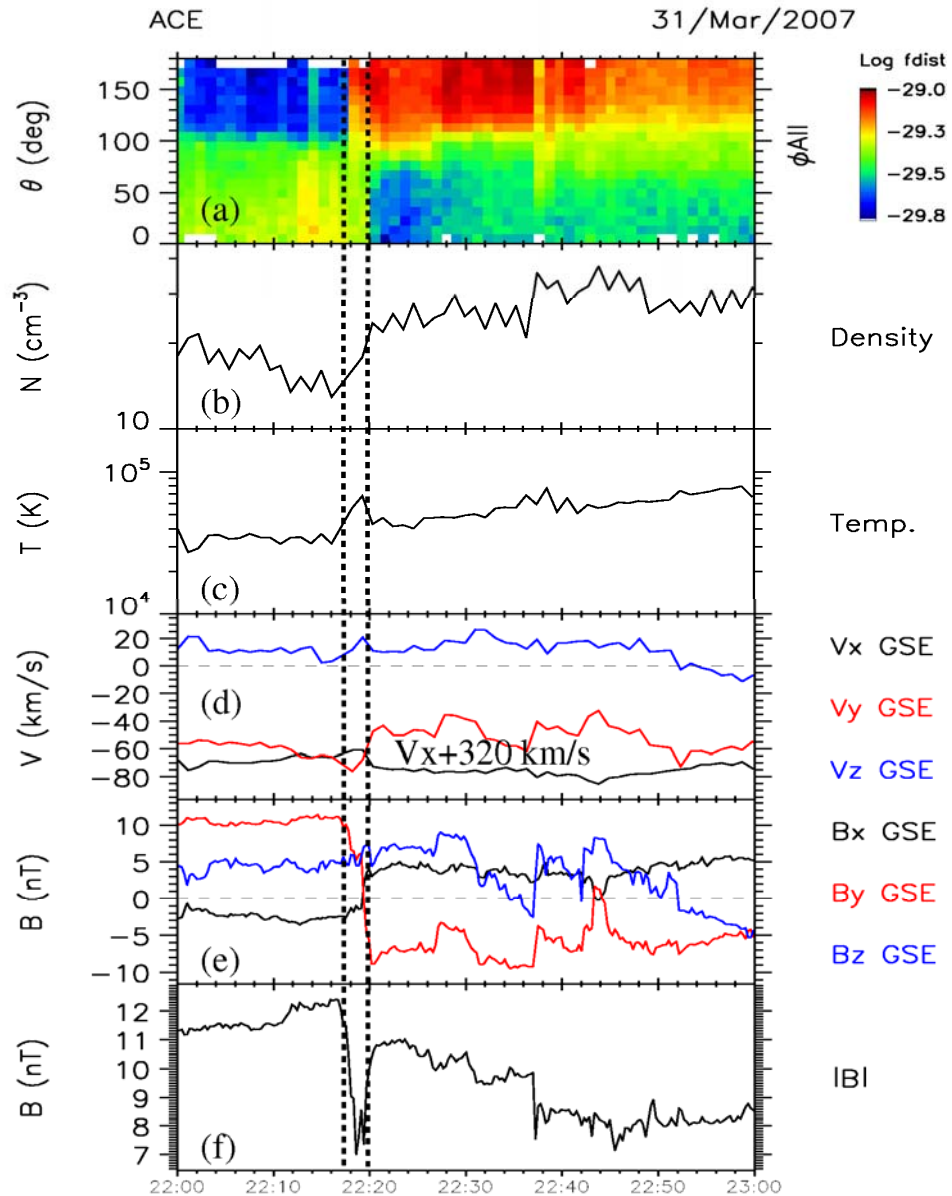 ACE 31/Mar/2007
Log fdist
150
100
50
0
θ (deg)
(a)
ϕAll
−29.0
−29.3
−29.5
−29.8
N (cm⁻³)
10
(b)
Density
T (K)
10⁵
10⁴
(c)
Temp.
V (km/s)
20
0
−20
−40
−60
−80
(d)
Vx+320 km/s
Vx GSE
Vy GSE
Vz GSE
B (nT)
10
5
0
−5
−10
(e)
Bx GSE
By GSE
Bz GSE
B (nT)
12
11
10
9
8
7
(f)
|B|
22:00 22:10 22:20 22:30 22:40 22:50 23:00